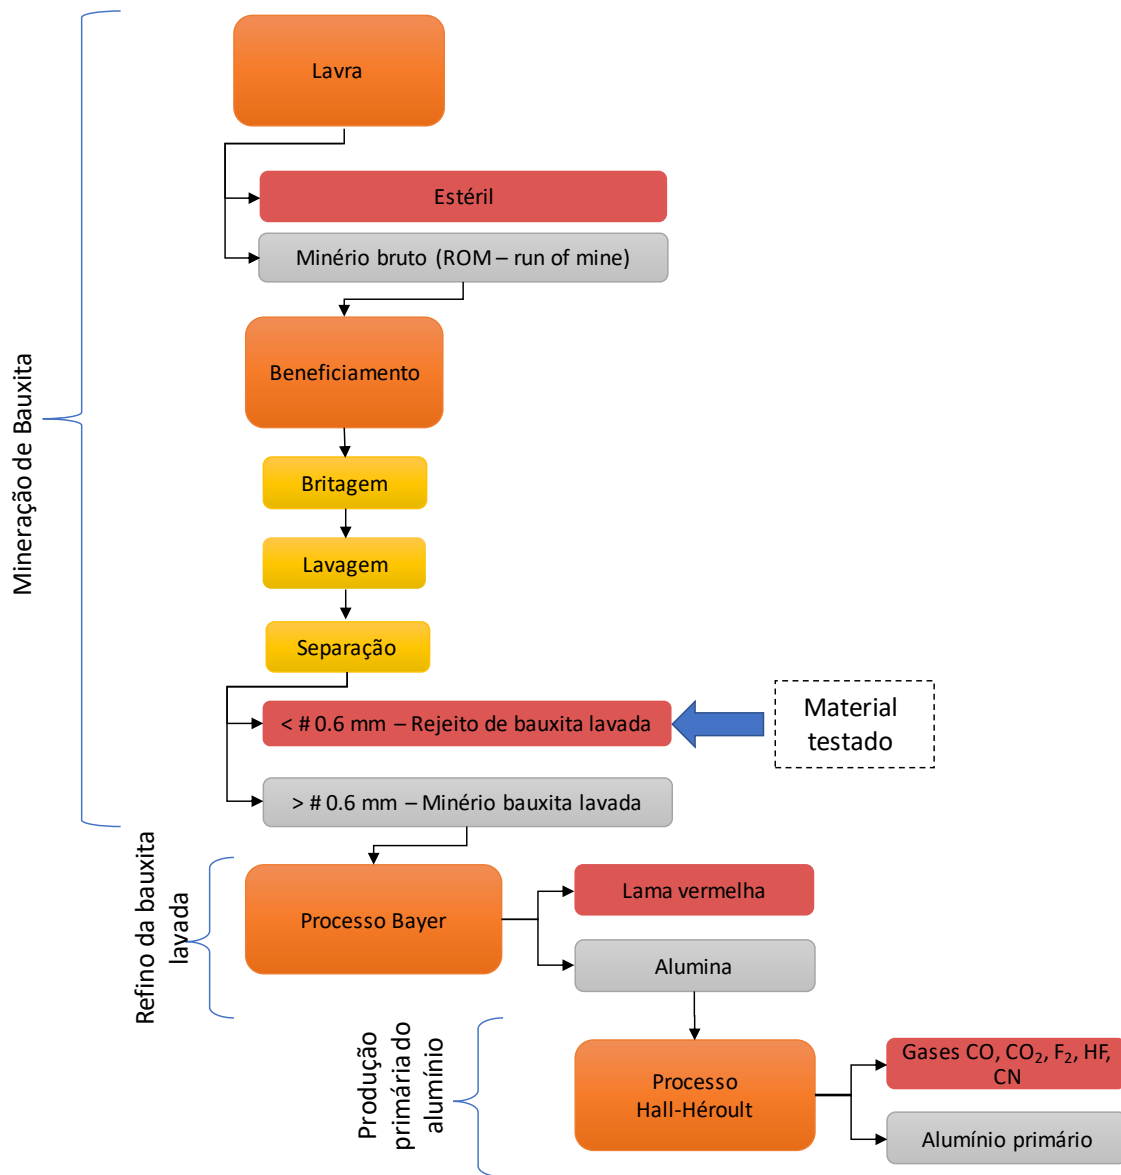 Lavra
Estéril
Minério bruto (ROM – run of mine)
Beneficiamento
Mineração de Bauxita
Britagem
Lavagem
Separação
< # 0.6 mm – Rejeito de bauxita lavada
Material
testado
> # 0.6 mm – Minério bauxita lavada
Refino da bauxita
lavada
Processo Bayer
Lama vermelha
Alumina
Produção
primária do
alumínio
Processo
Hall-Héroult
Gases CO, CO₂, F₂, HF,
CN
Alumínio primário